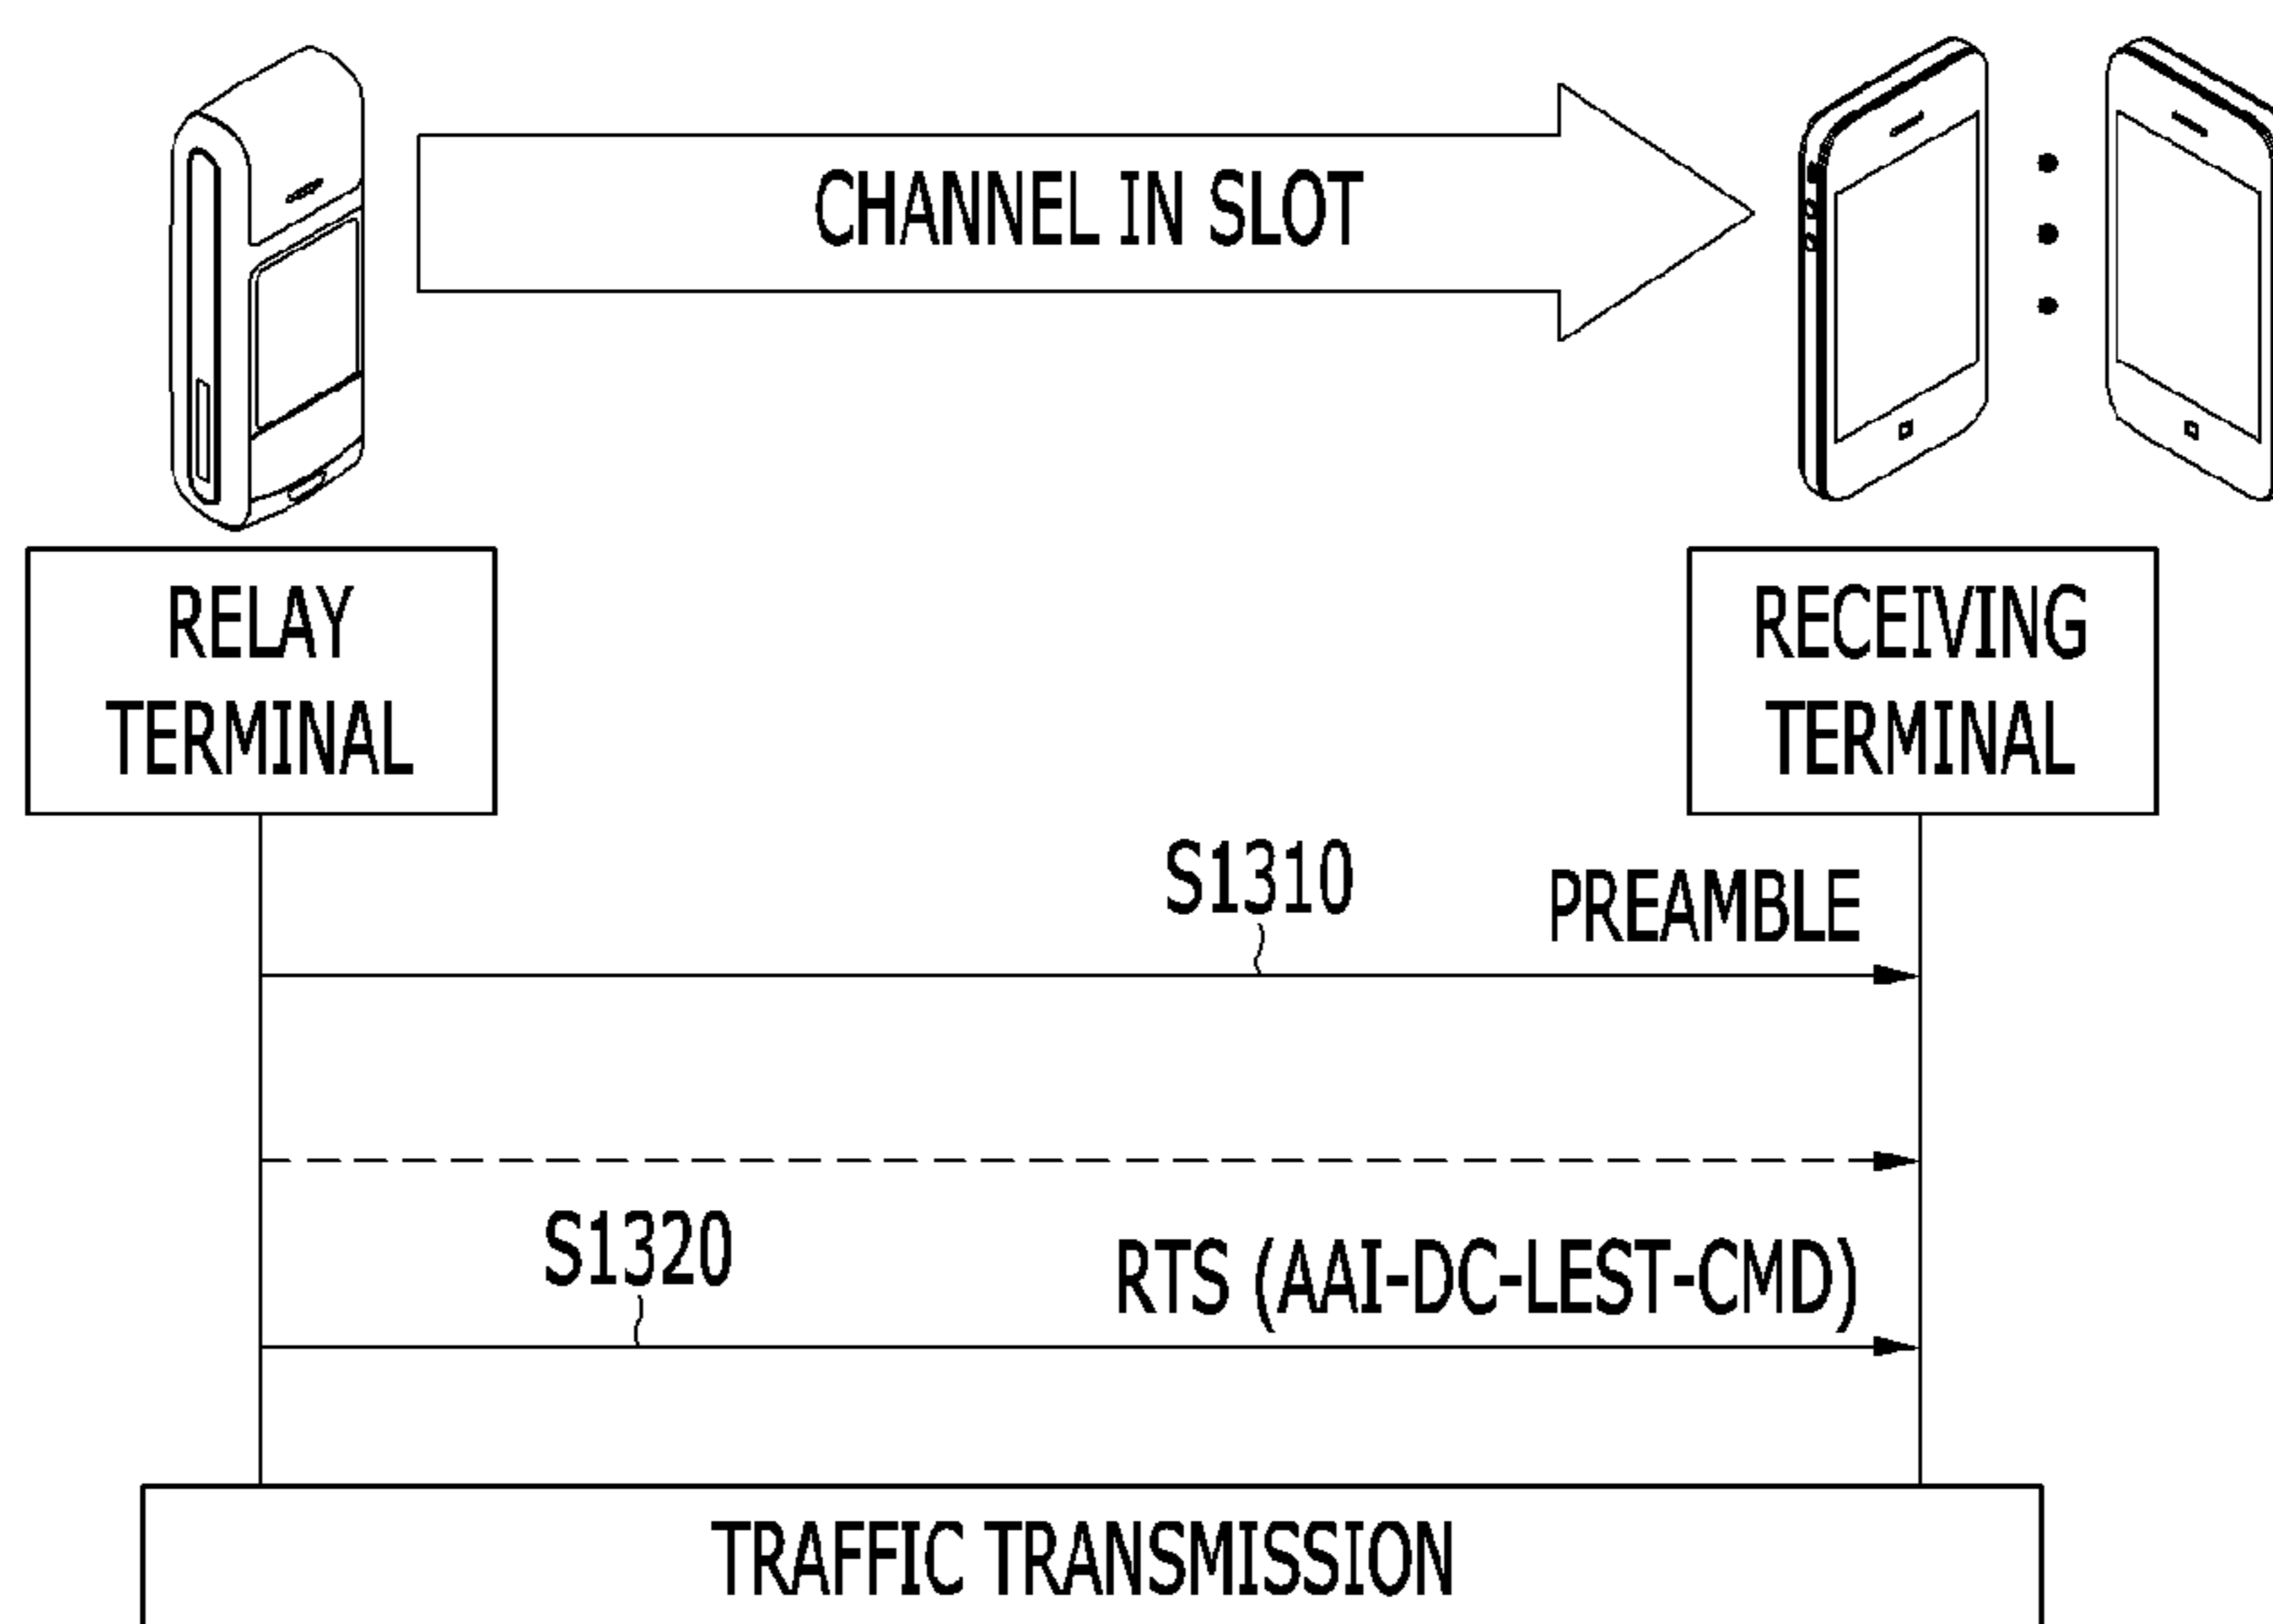 CHANNEL IN SLOT
RELAY
TERMINAL
RECEIVING
TERMINAL
S1310
PREAMBLE
S1320
RTS (AAI-DC-LEST-CMD)
TRAFFIC TRANSMISSION